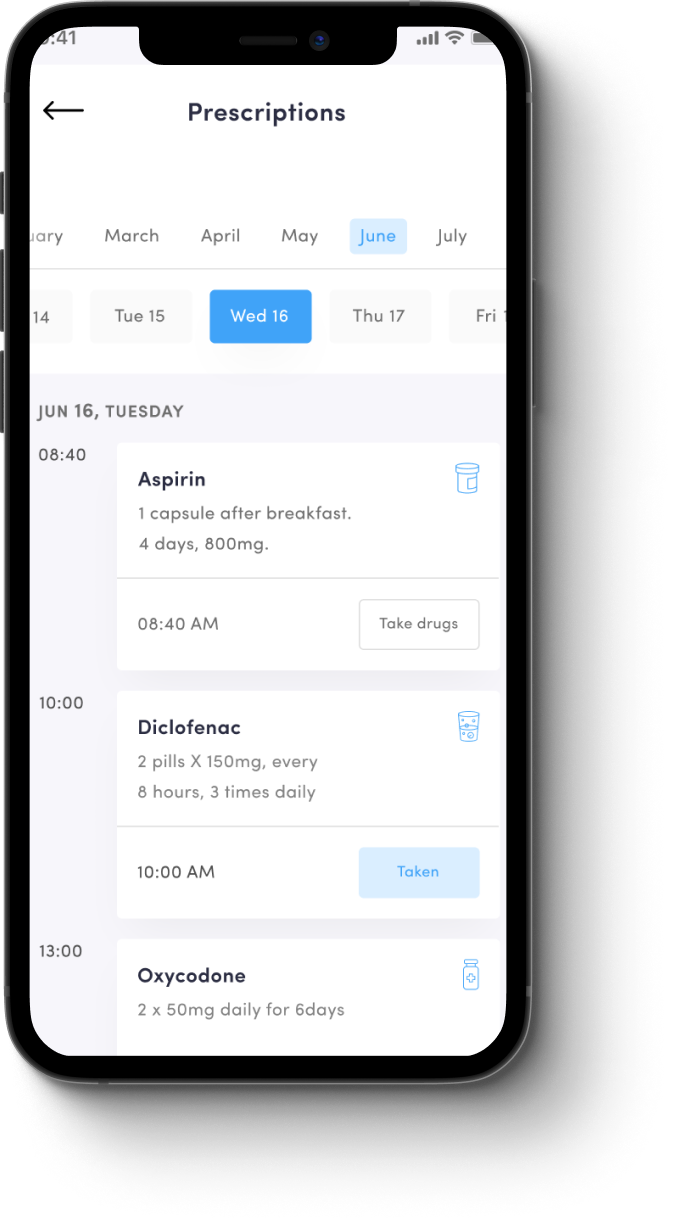 :41
Prescriptions
uary March April May June July
14 Tue 15 Wed 16 Thu 17 Fri
JUN 16, TUESDAY
08:40
Aspirin
1 capsule after breakfast.
4 days, 800mg.
08:40 AM Take drugs
10:00
Diclofenac
2 pills X 150mg, every
8 hours, 3 times daily
10:00 AM Taken
13:00
Oxycodone
2 x 50mg daily for 6days